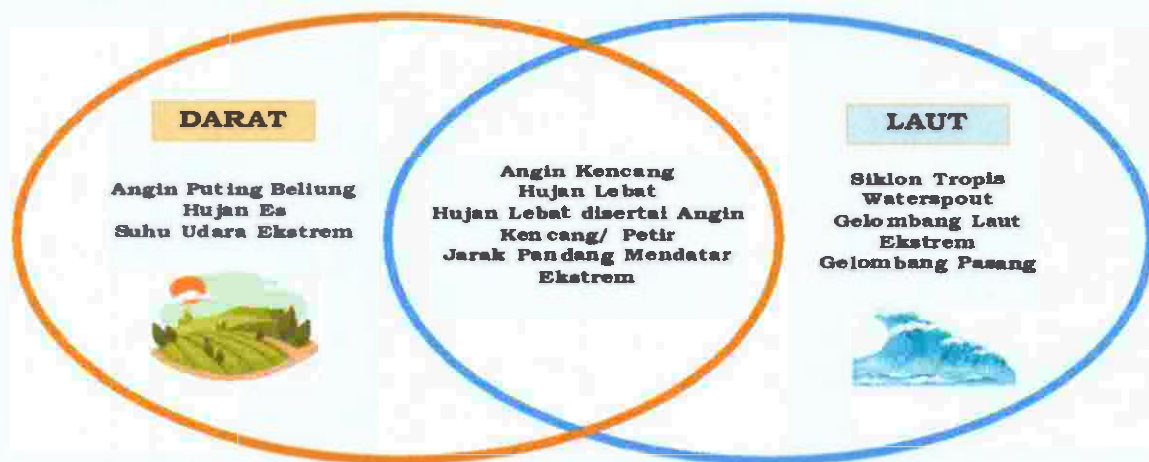 DARAT
Angin Puting Beliung
Hujan Es
Suhu Udara Ekstrem
Angin Kencang
Hujan Lebat
Hujan Lebat disertai Angin
Kencang/ Petir
Jarak Pandang Mendatar
Ekstrem
LAUT
Siklon Tropis
Waterspout
Gelombang Laut
Ekstrem
Gelombang Pasang